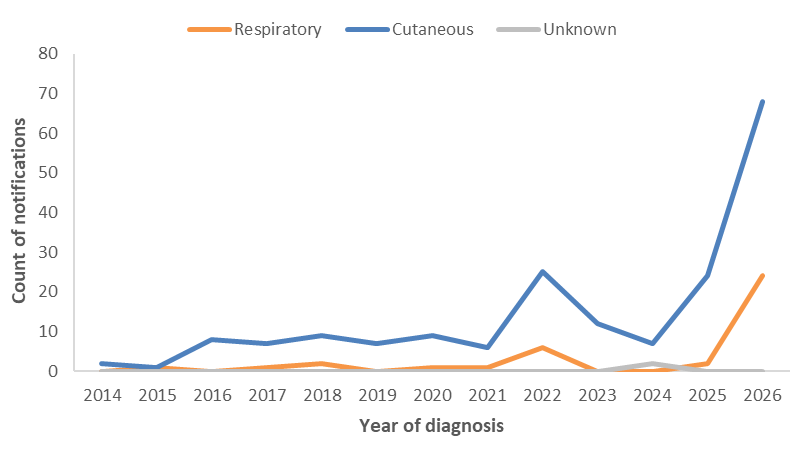 Respiratory Cutaneous Unknown
80
70
60
50
40
30
20
10
0
Count of notifications
2014 2015 2016 2017 2018 2019 2020 2021 2022 2023 2024 2025 2026
Year of diagnosis